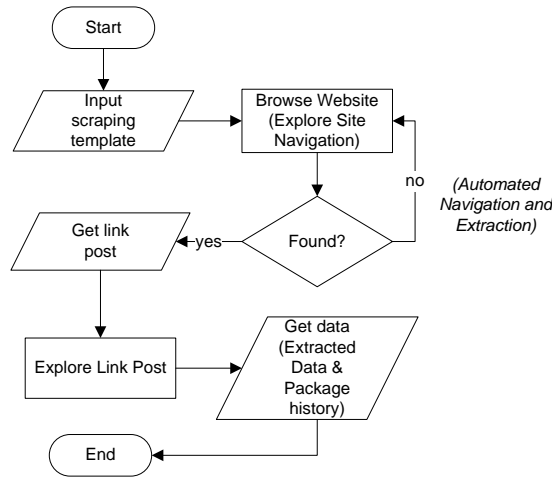 Start
Input
scraping
template
Browse Website
(Explore Site
Navigation)
no
(Automated
Navigation and
Extraction)
Found?
yes
Get link
post
Explore Link Post
Get data
(Extracted
Data &
Package
history)
End